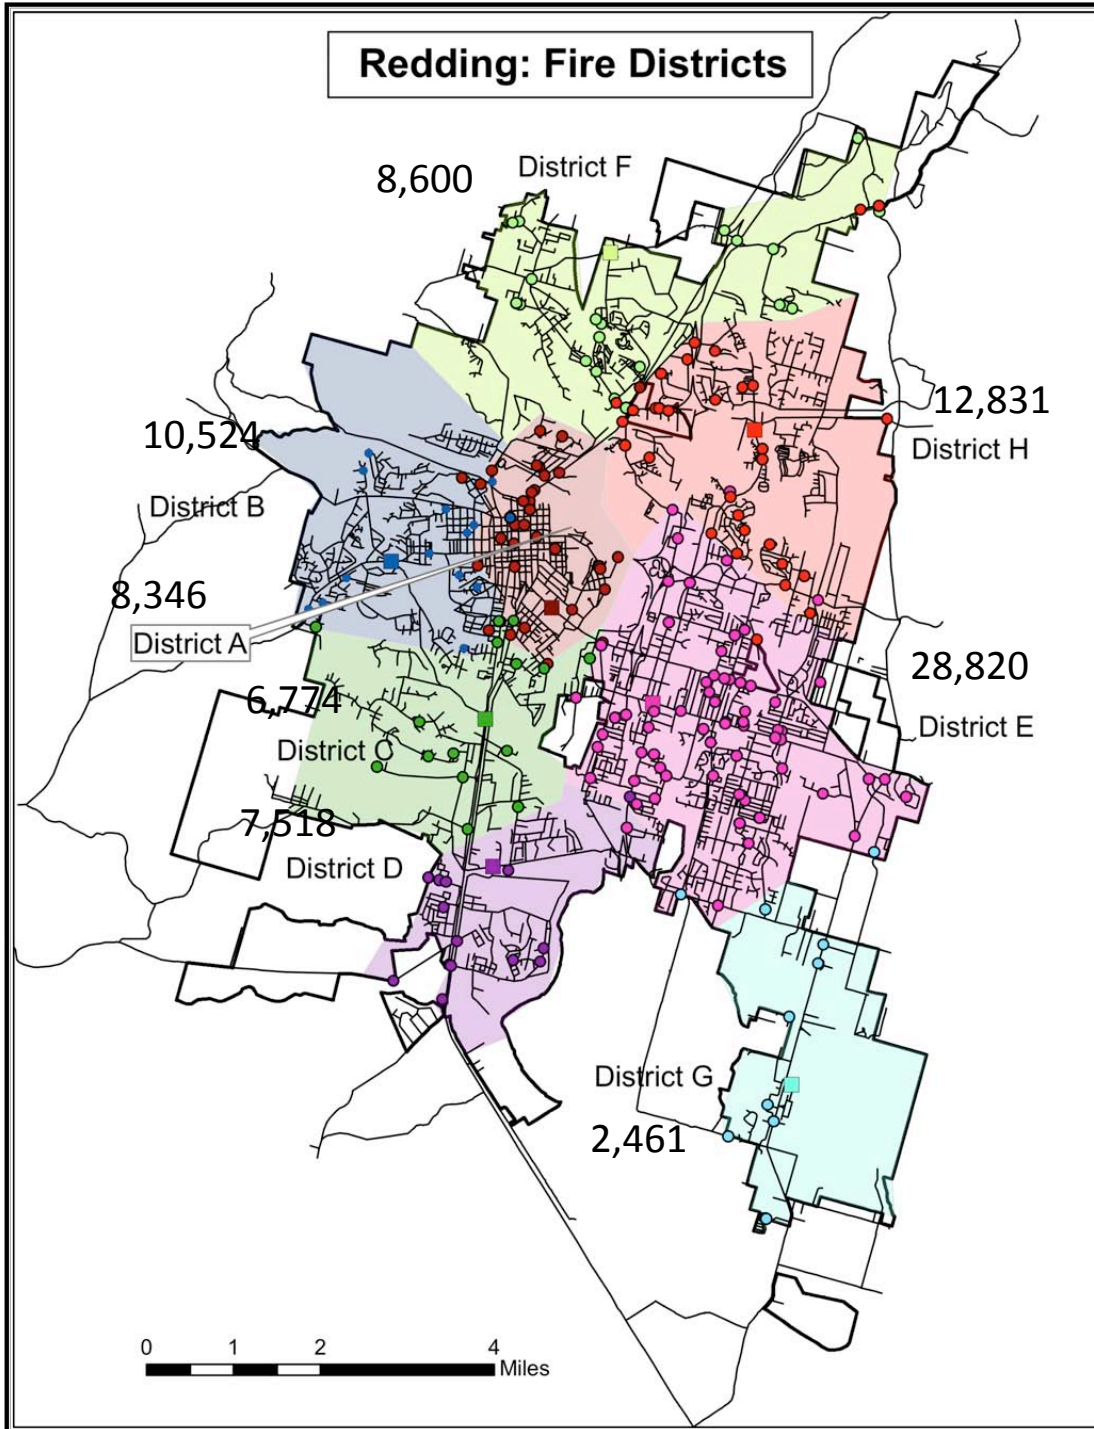 Redding: Fire Districts
District F
8,600
12,831
District H
10,524
District B
8,346
District A
28,820
District E
6,774
District C
7,518
District D
District G
2,461
0 1 2 4
Miles